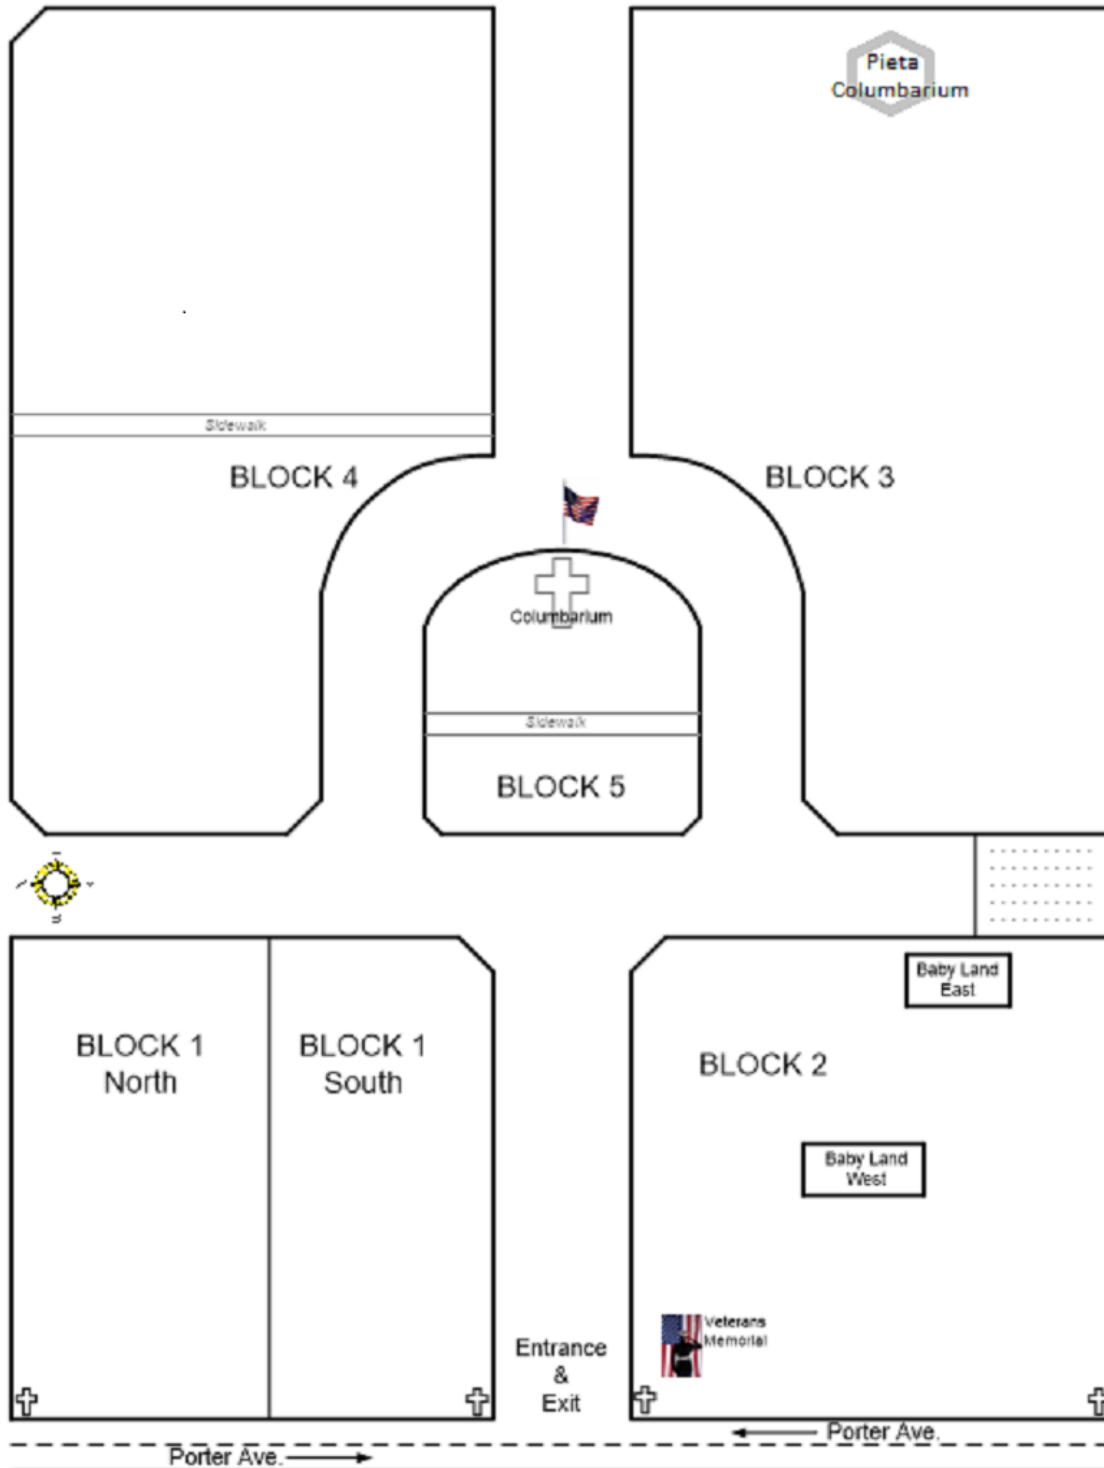 Pieta
Columbarium
Sidewalk
BLOCK 4
BLOCK 3
Columbarium
Sidewalk
BLOCK 5
Baby Land
East
BLOCK 1
North
BLOCK 1
South
BLOCK 2
Baby Land
West
Veterans
Memorial
Entrance
&
Exit
Porter Ave.
Porter Ave.